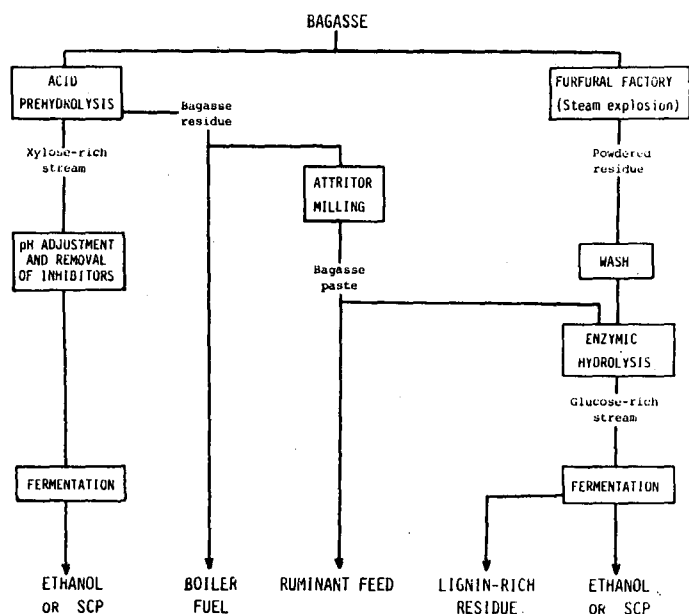 BAGASSE
ACID
PREHYDROLYSIS
FURFURAL FACTORY
(Steam explosion)
Bagasse
residue
Xylose-rich
stream
Powdered
residue
ATTRITOR
MILLING
pH ADJUSTMENT
AND REMOVAL
OF INHIBITORS
WASH
Bagasse
paste
ENZYMIC
HYDROLYSIS
Glucose-rich
stream
FERMENTATION
FERMENTATION
ETHANOL
OR SCP
BOILER
FUEL
RUMINANT FEED
LIGNIN-RICH
RESIDUE
ETHANOL
OR SCP